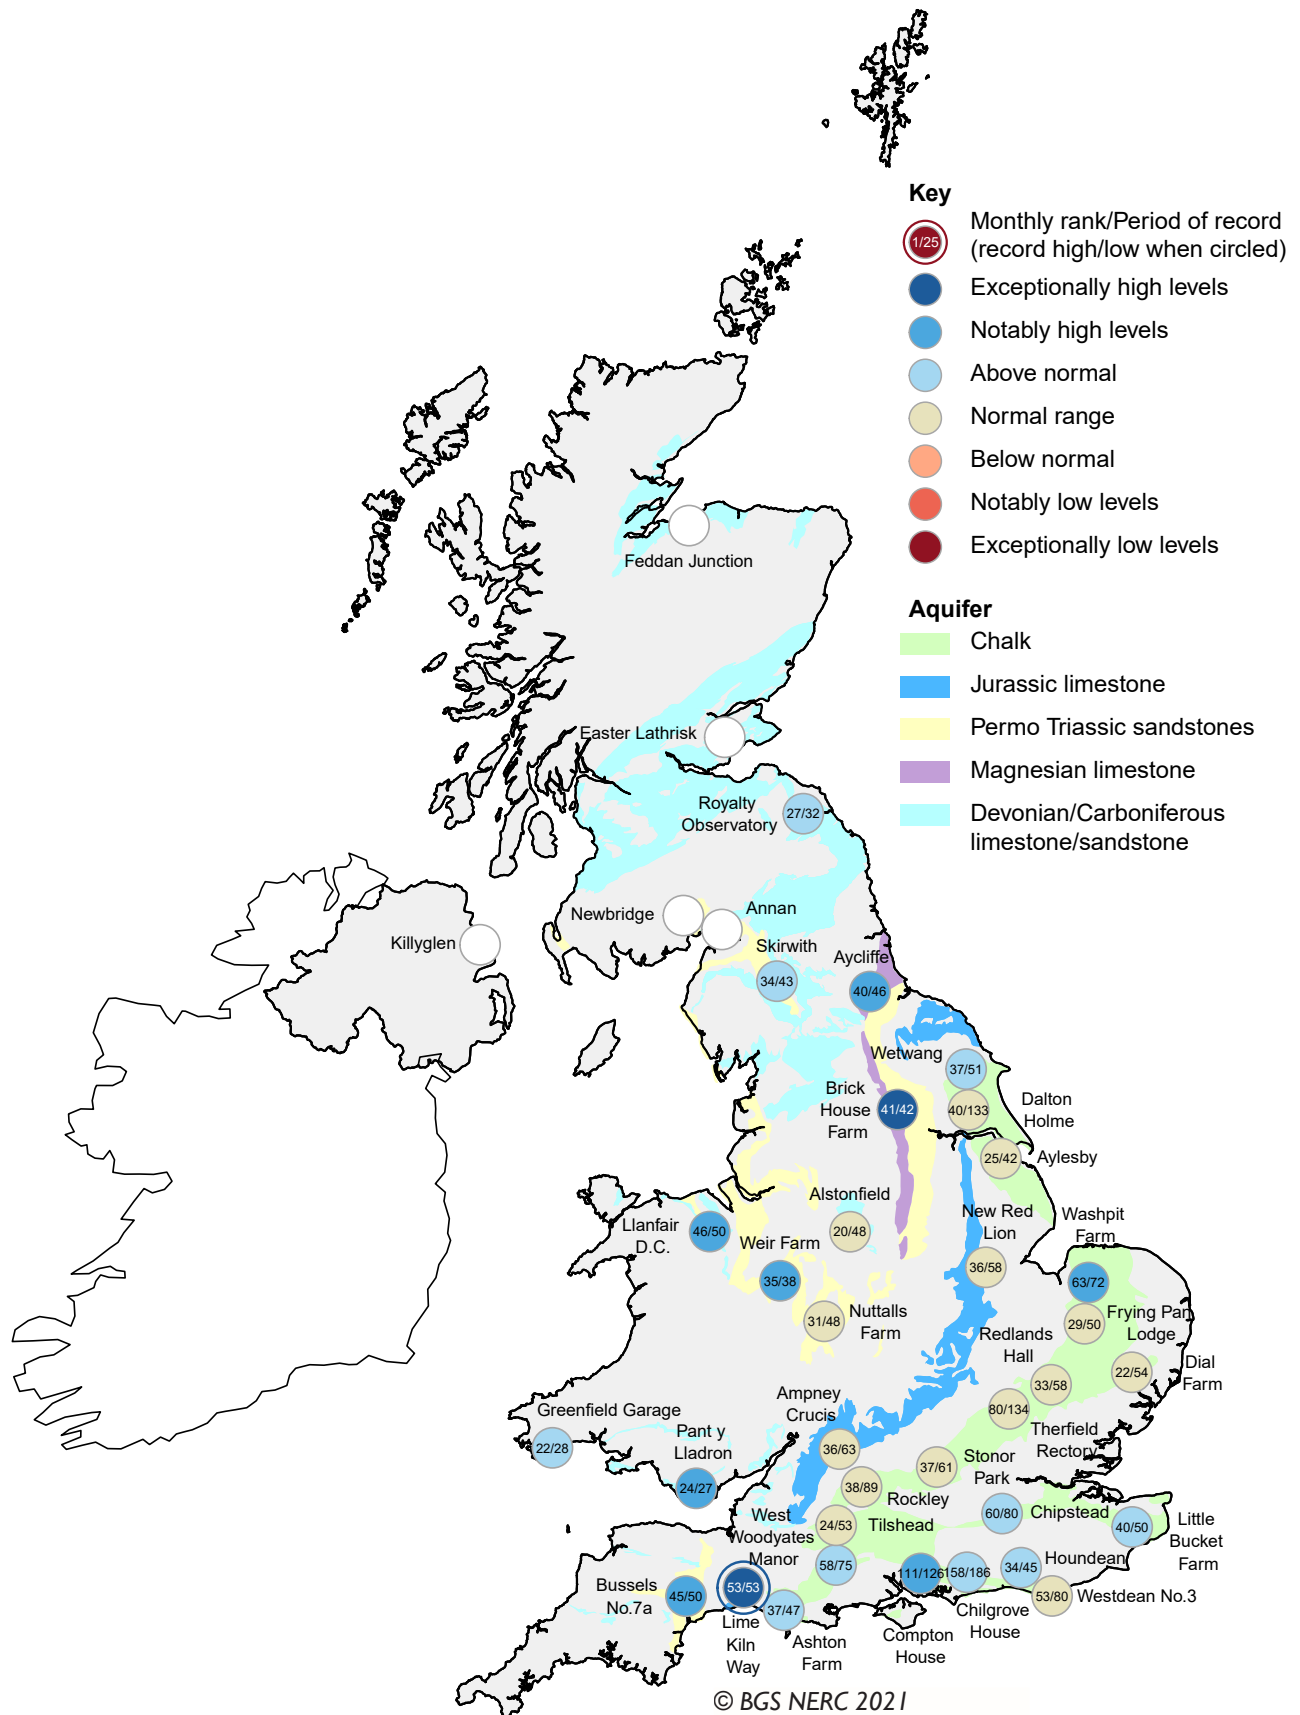 Key
1/25
Monthly rank/Period of record
(record high/low when circled)
Exceptionally high levels
Notably high levels
Above normal
Normal range
Below normal
Notably low levels
Exceptionally low levels
Aquifer
Chalk
Jurassic limestone
Permo Triassic sandstones
Magnesian limestone
Devonian/Carboniferous
limestone/sandstone
Feddan Junction
Easter Lathrisk
Royalty
Observatory
27/32
Newbridge
Annan
Killyglen
Skirwith
34/43
Aycliffe
40/46
Wetwang
37/51
Brick
House
Farm
41/42
Dalton
Holme
40/133
Aylesby
25/42
Alstonfield
20/48
Llanfair
D.C.
46/50
Weir Farm
35/38
New Red
Lion
36/58
Washpit
Farm
63/72
Nuttalls
Farm
31/48
Frying Pan
Lodge
29/50
Redlands
Hall
33/58
Dial
Farm
22/54
Ampney
Crucis
36/63
Therfield
Rectory
80/134
Greenfield Garage
22/28
Pant y
Lladron
24/27
Stonor
Park
37/61
Rockley
38/89
Tilshead
24/53
West
Woodyates
Manor
58/75
Chipstead
60/80
Little
Bucket
Farm
40/50
Bussels
No.7a
45/50
Lime
Kiln
Way
53/53
Ashton
Farm
37/47
Compton
House
111/126
Chilgrove
House
158/186
Houndean
34/45
Westdean No.3
53/80
© BGS NERC 2021